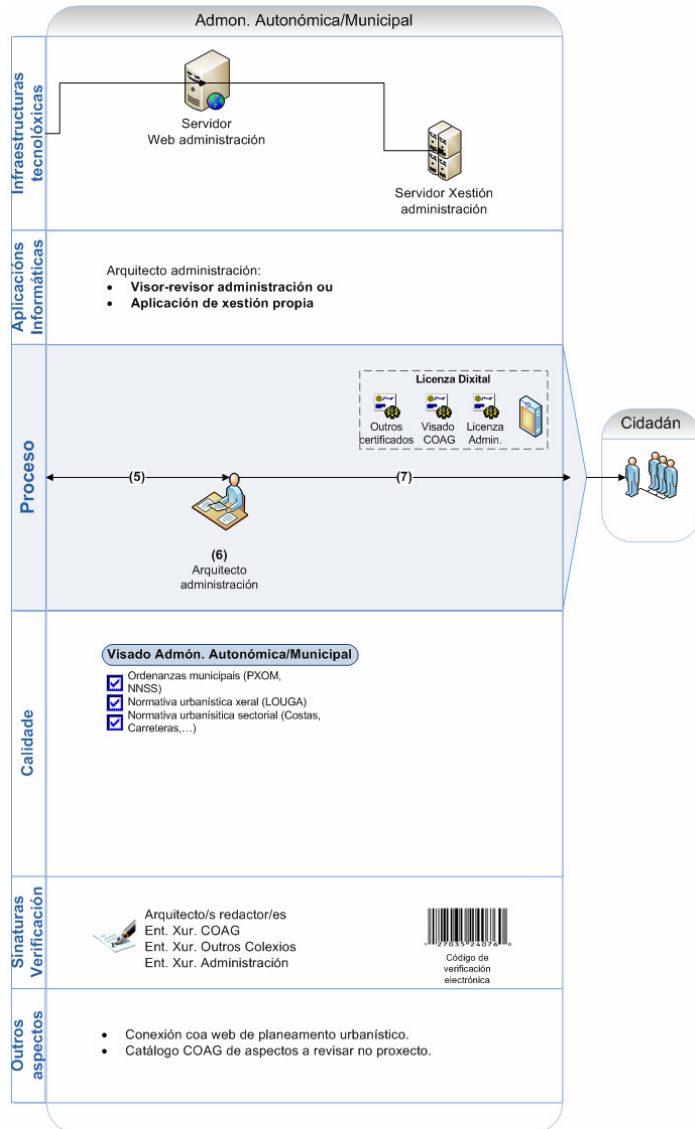 Admon. Autonómica/Municipal
Infraestructuras
tecnolóxicas
Servidor
Web administración
Servidor Xestión
administración
Aplicacións
Informáticas
Arquitecto administración:
• Visor-revisor administración ou
• Aplicación de xestión propia
Proceso
Licenza Dixital
Outros
certificados
Visado
COAG
Licenza
Admin.
(5)
(7)
(6)
Arquitecto
administración
Cidadán
Calidade
Visado Admón. Autonómica/Municipal
Ordenanzas municipais (PXOM,
NNSS)
Normativa urbanística xeral (LOUGA)
Normativa urbanísitica sectorial (Costas,
Carreteras,…)
Sinaturas
Verificación
Arquitecto/s redactor/es
Ent. Xur. COAG
Ent. Xur. Outros Colexios
Ent. Xur. Administración
27035 24076
Código de
verificación
electrónica
Outros
aspectos
• Conexión coa web de planeamento urbanístico.
• Catálogo COAG de aspectos a revisar no proxecto.